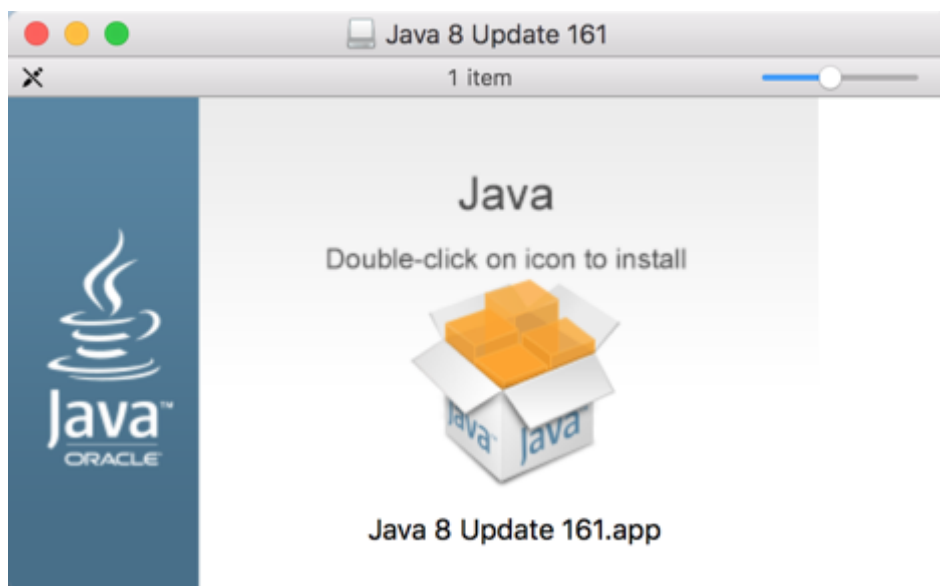 Java 8 Update 161
1 item
Java
Double-click on icon to install
Java™
ORACLE
Java
Java
Java 8 Update 161.app